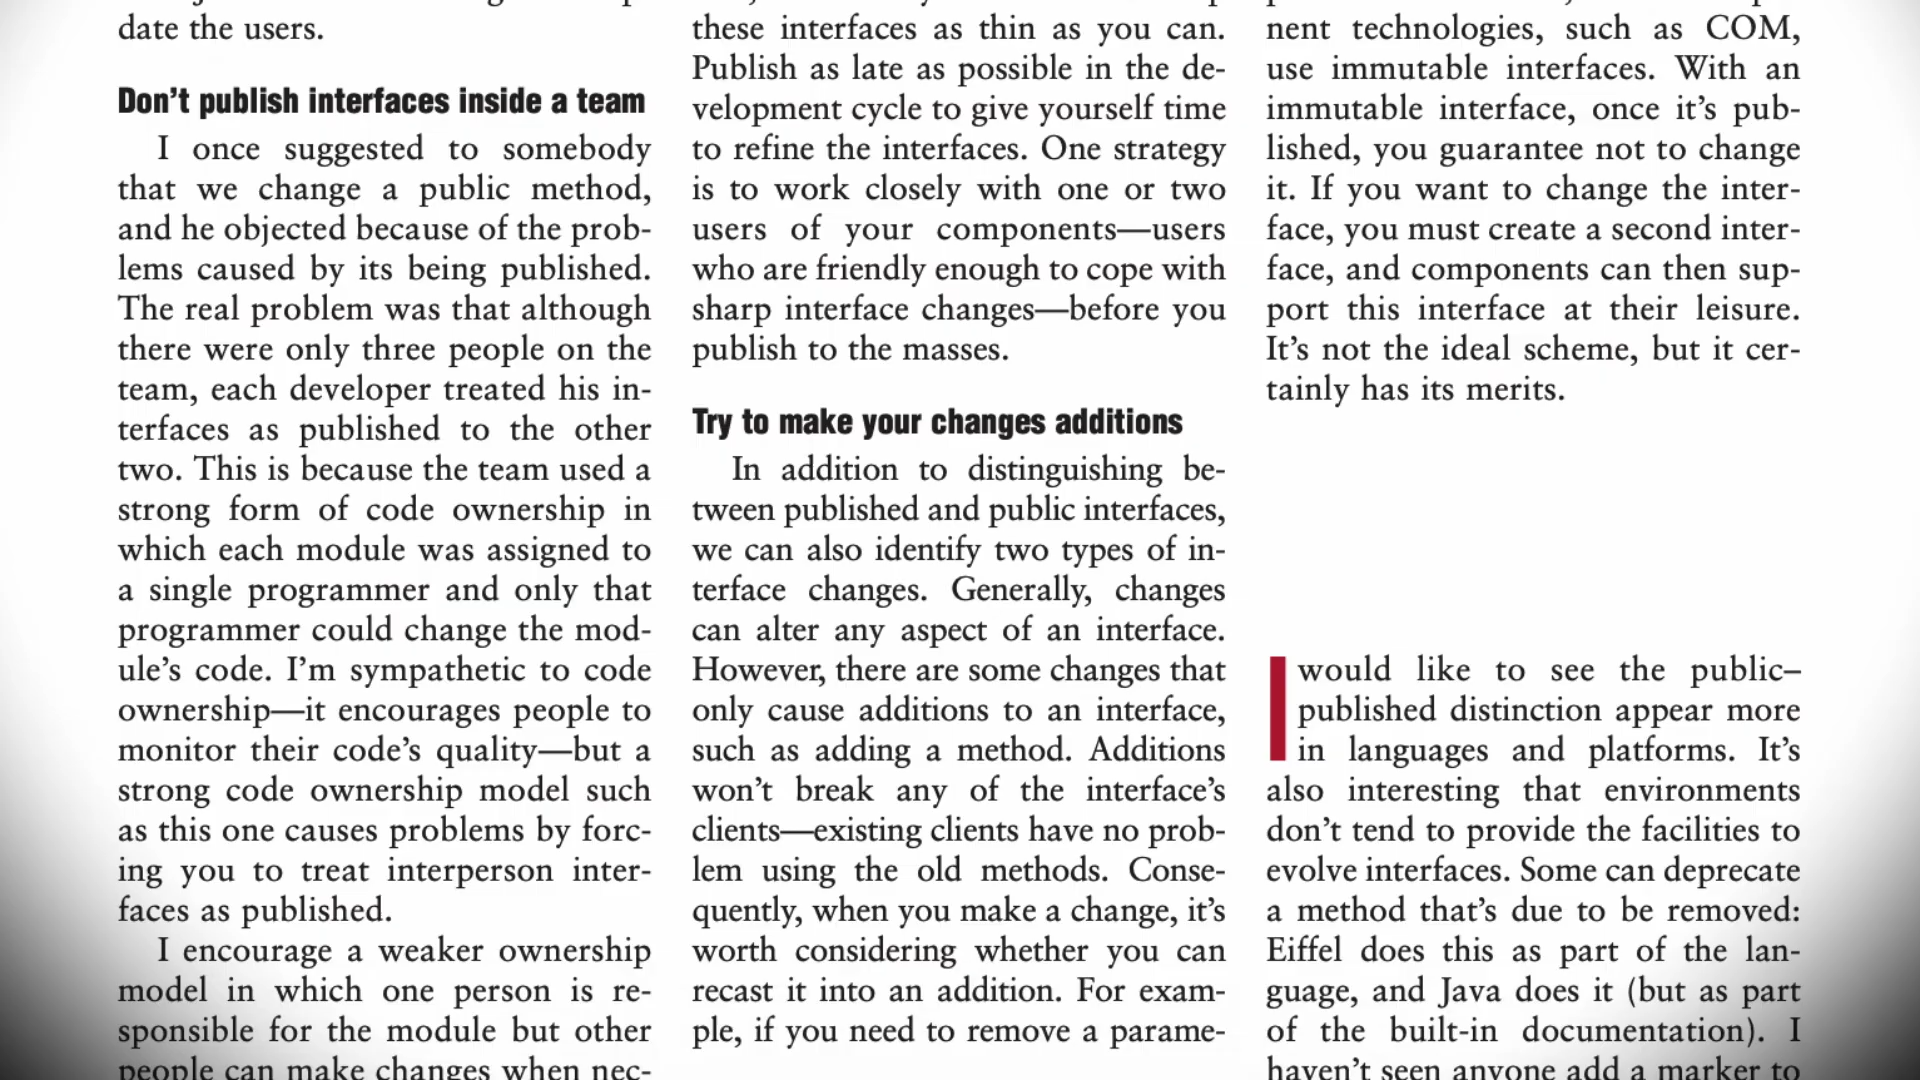 date the users.
Don't publish interfaces inside a team
I once suggested to somebody
that we change a public method,
and he objected because of the prob-
lems caused by its being published.
The real problem was that although
there were only three people on the
team, each developer treated his in-
terfaces as published to the other
two. This is because the team used a
strong form of code ownership in
which each module was assigned to
a single programmer and only that
programmer could change the mod-
ule's code. I'm sympathetic to code
ownership—it encourages people to
monitor their code's quality—but a
strong code ownership model such
as this one causes problems by forc-
ing you to treat interperson inter-
faces as published.
I encourage a weaker ownership
model in which one person is re-
sponsible for the module but other
people can make changes when nec-
these interfaces as thin as you can.
Publish as late as possible in the de-
velopment cycle to give yourself time
to refine the interfaces. One strategy
is to work closely with one or two
users of your components—users
who are friendly enough to cope with
sharp interface changes—before you
publish to the masses.
Try to make your changes additions
In addition to distinguishing be-
tween published and public interfaces,
we can also identify two types of in-
terface changes. Generally, changes
can alter any aspect of an interface.
However, there are some changes that
only cause additions to an interface,
such as adding a method. Additions
won't break any of the interface's
clients—existing clients have no prob-
lem using the old methods. Conse-
quently, when you make a change, it's
worth considering whether you can
recast it into an addition. For exam-
ple, if you need to remove a parame-
nent technologies, such as COM,
use immutable interfaces. With an
immutable interface, once it's pub-
lished, you guarantee not to change
it. If you want to change the inter-
face, you must create a second inter-
face, and components can then sup-
port this interface at their leisure.
It's not the ideal scheme, but it cer-
tainly has its merits.
I would like to see the public–
published distinction appear more
in languages and platforms. It's
also interesting that environments
don't tend to provide the facilities to
evolve interfaces. Some can deprecate
a method that's due to be removed:
Eiffel does this as part of the lan-
guage, and Java does it (but as part
of the built-in documentation). I
haven't seen anyone add a marker to